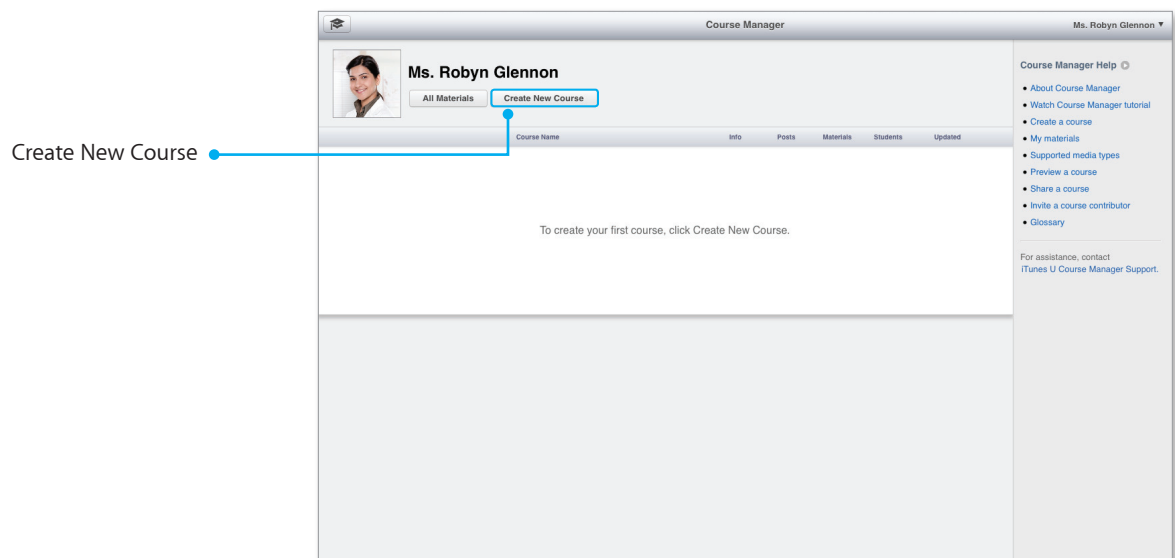 Course Manager
Ms. Robyn Glennon ▼
Ms. Robyn Glennon
All Materials
Create New Course
Course Name Info Posts Materials Students Updated
Create New Course
To create your first course, click Create New Course.
Course Manager Help
• About Course Manager
• Watch Course Manager tutorial
• Create a course
• My materials
• Supported media types
• Preview a course
• Share a course
• Invite a course contributor
• Glossary
For assistance, contact
iTunes U Course Manager Support.